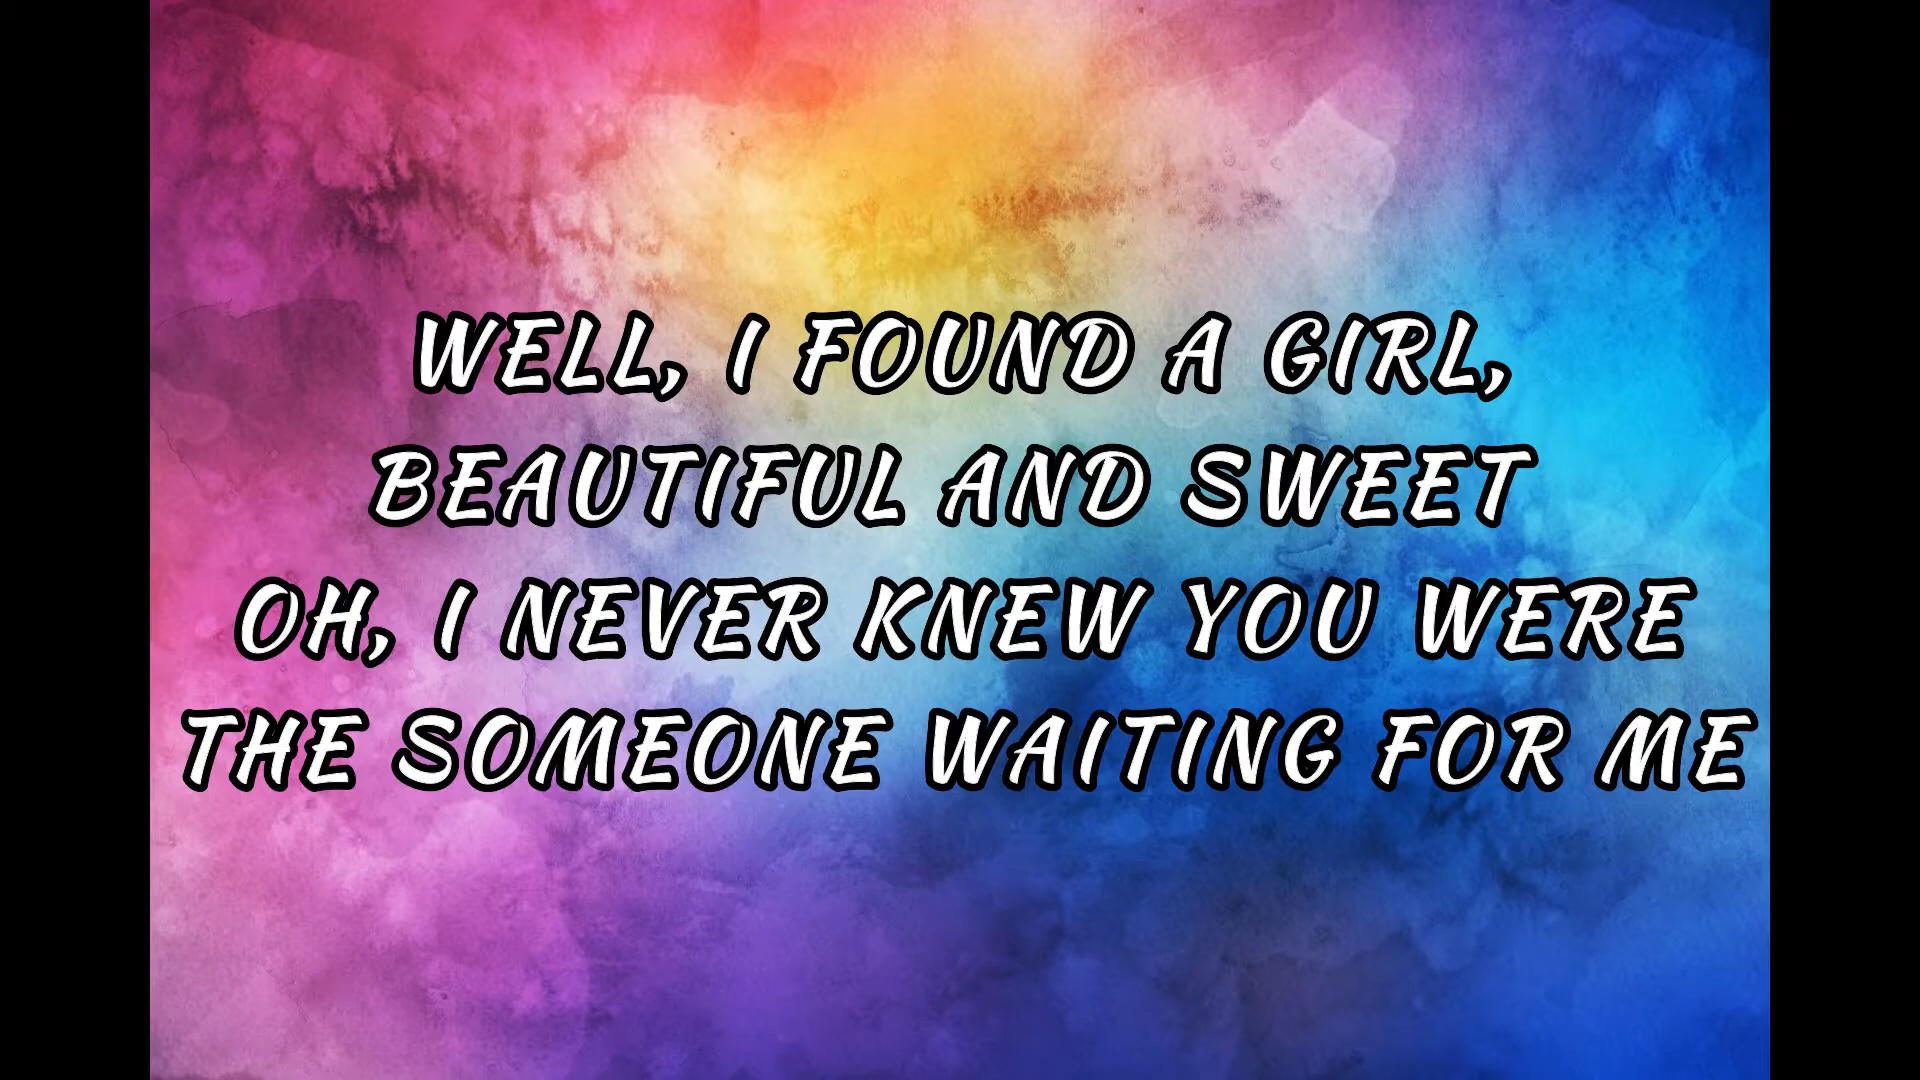 WELL, I FOUND A GIRL,
BEAUTIFUL AND SWEET
OH, I NEVER KNEW YOU WERE
THE SOMEONE WAITING FOR ME